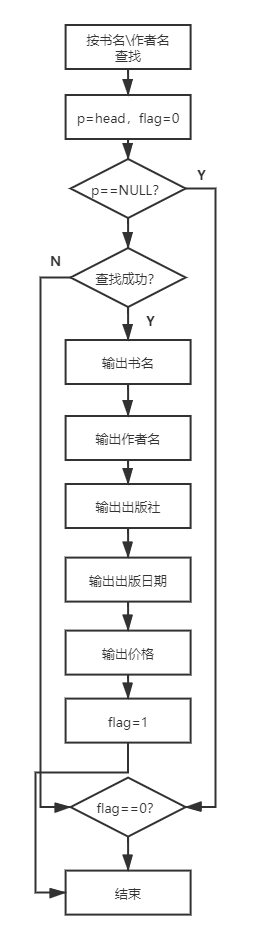 按书名\作者名
查找
p=head，flag=0
p==NULL？
Y
N
查找成功？
Y
输出书名
输出作者名
输出出版社
输出出版日期
输出价格
flag=1
flag==0？
结束